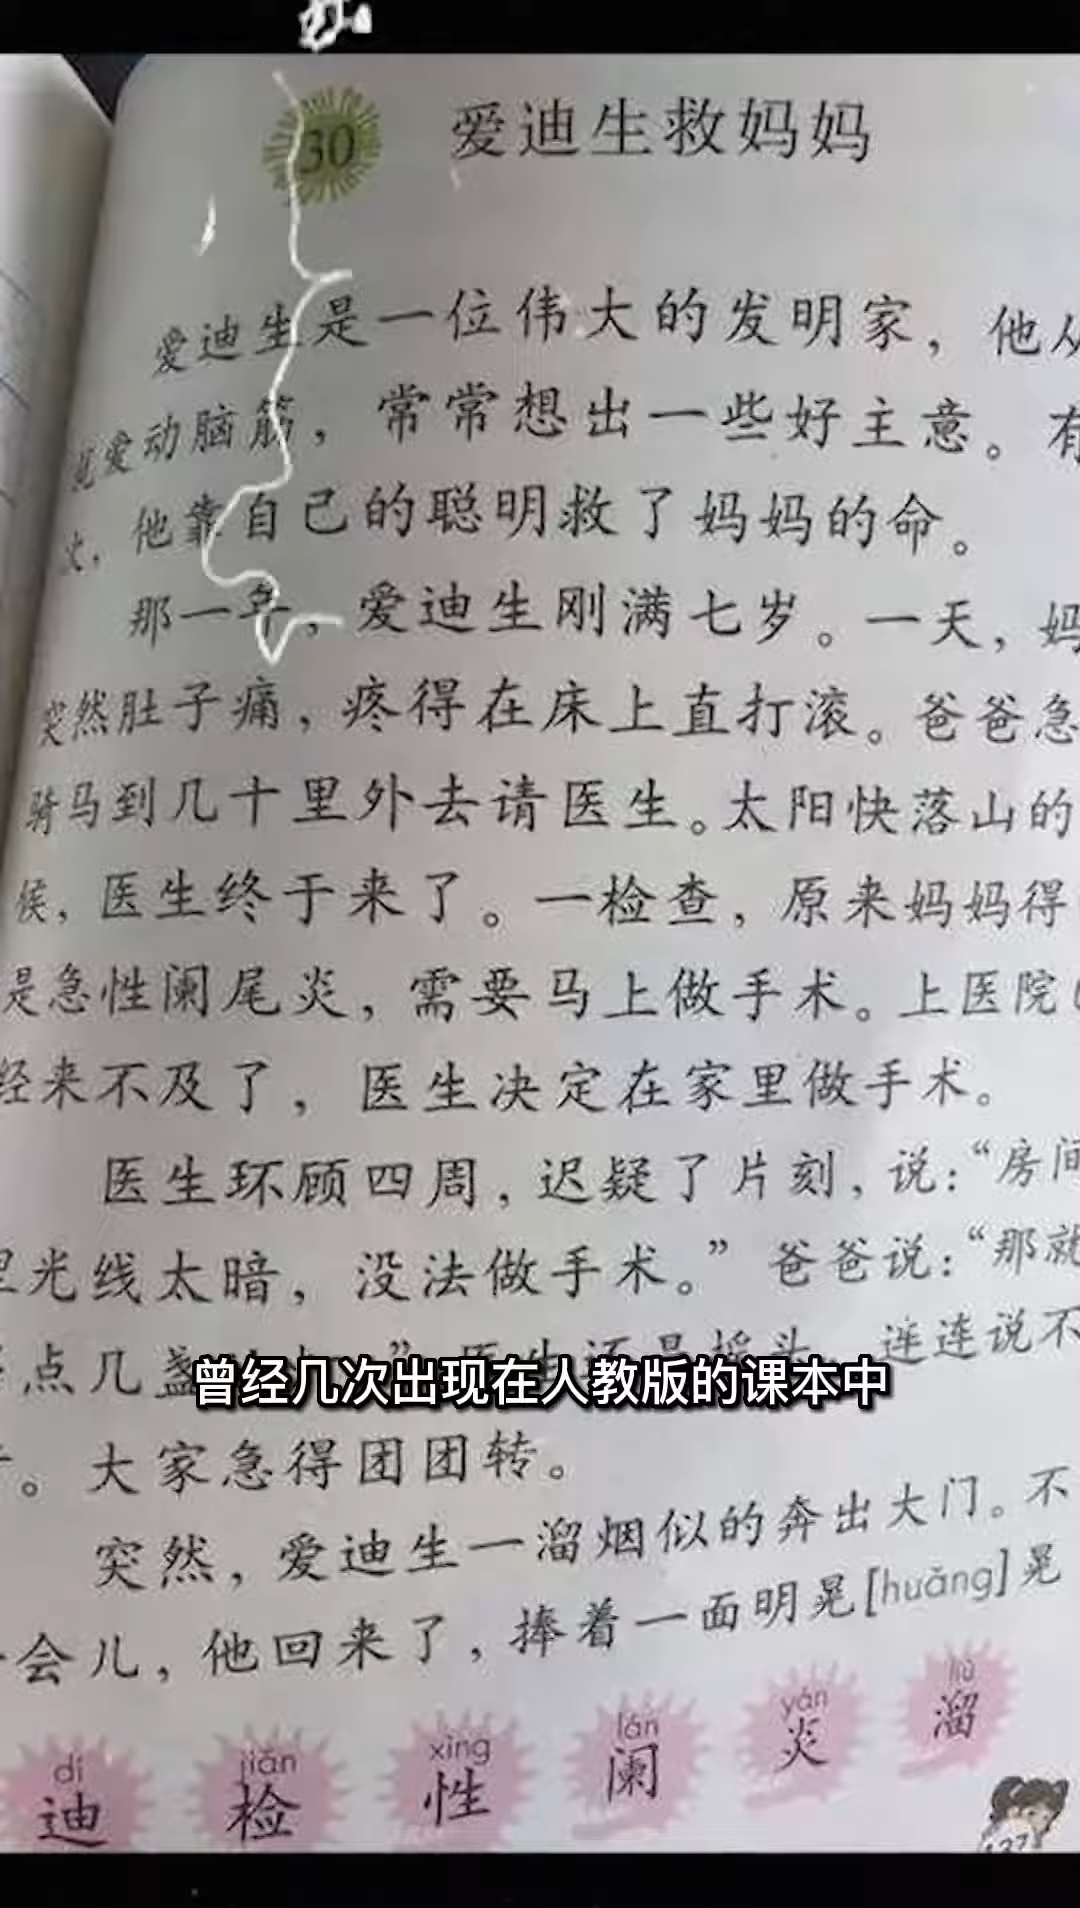 30 爱迪生救妈妈
爱迪生是一位伟大的发明家，他从
就爱动脑筋，常常想出一些好主意。有
次，他靠自己的聪明救了妈妈的命。
那一年，爱迪生刚满七岁。一天，妈
突然肚子痛，疼得在床上直打滚。爸爸急
骑马到几十里外去请医生。太阳快落山的
候，医生终于来了。一检查，原来妈妈得
是急性阑尾炎，需要马上做手术。上医院
经来不及了，医生决定在家里做手术。
医生环顾四周，迟疑了片刻，说：“房间
里光线太暗，没法做手术。”爸爸说：“那就
点几盏 连连说不
曾经几次出现在人教版的课本中
。大家急得团团转。
突然，爱迪生一溜烟似的奔出大门。不
一会儿，他回来了，捧着一面明晃[huǎng]晃
dí jiǎn xìng lán yán liù
迪 检 性 阑 炎 溜